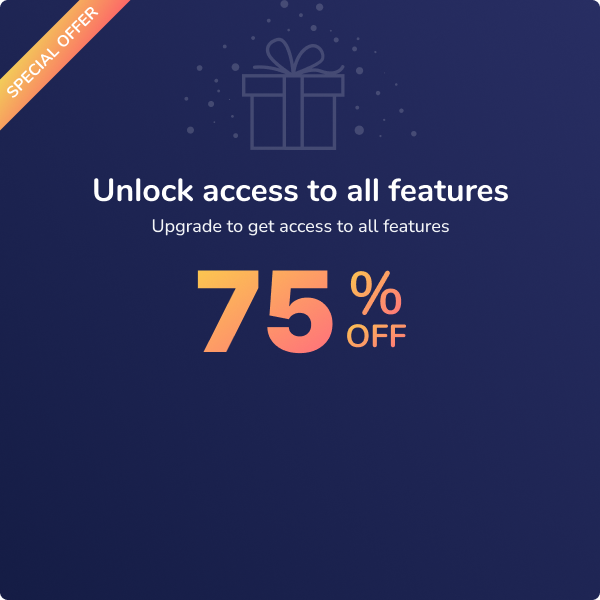 SPECIAL OFFER
Unlock access to all features
Upgrade to get access to all features
75 %
OFF